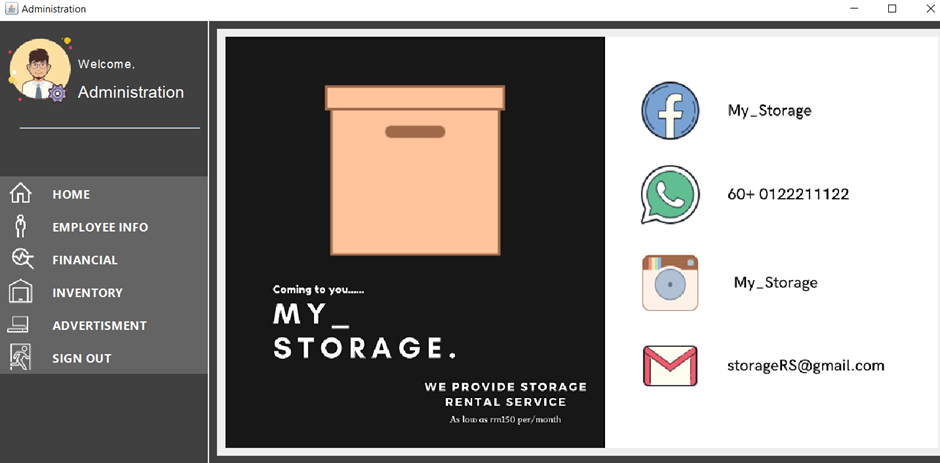 Administration
Welcome,
Administration
HOME
EMPLOYEE INFO
FINANCIAL
INVENTORY
ADVERTISMENT
SIGN OUT
Coming to you......
MY_
STORAGE.
WE PROVIDE STORAGE
RENTAL SERVICE
As low as rm150 per/month
My_Storage
60+ 0122211122
My_Storage
storageRS@gmail.com